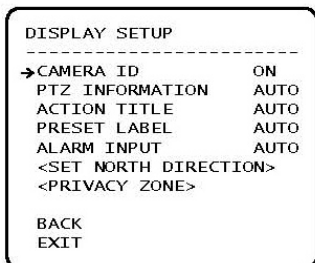 DISPLAY SETUP
------------------------
→CAMERA ID ON
PTZ INFORMATION AUTO
ACTION TITLE AUTO
PRESET LABEL AUTO
ALARM INPUT AUTO
<SET NORTH DIRECTION>
<PRIVACY ZONE>
BACK
EXIT